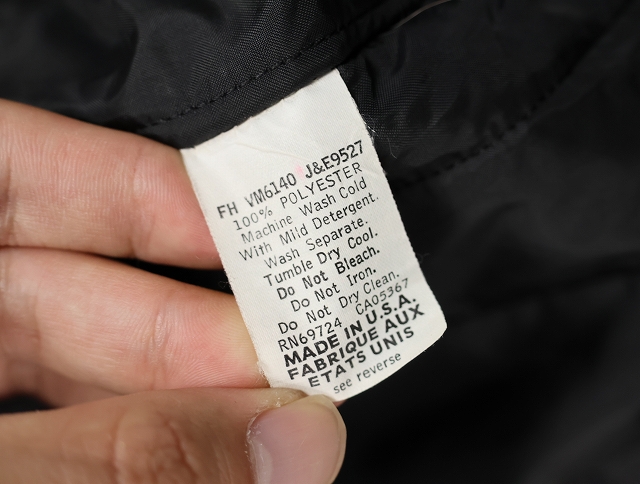 FH VM6140 J&E9527
100% POLYESTER
Machine Wash Cold
With Mild Detergent.
Wash Separate.
Tumble Dry Cool.
Do Not Bleach.
Do Not Iron.
Do Not Dry Clean.
RN69724 CA05367
MADE IN U.S.A.
FABRIQUE AUX
ETATS UNIS
see reverse